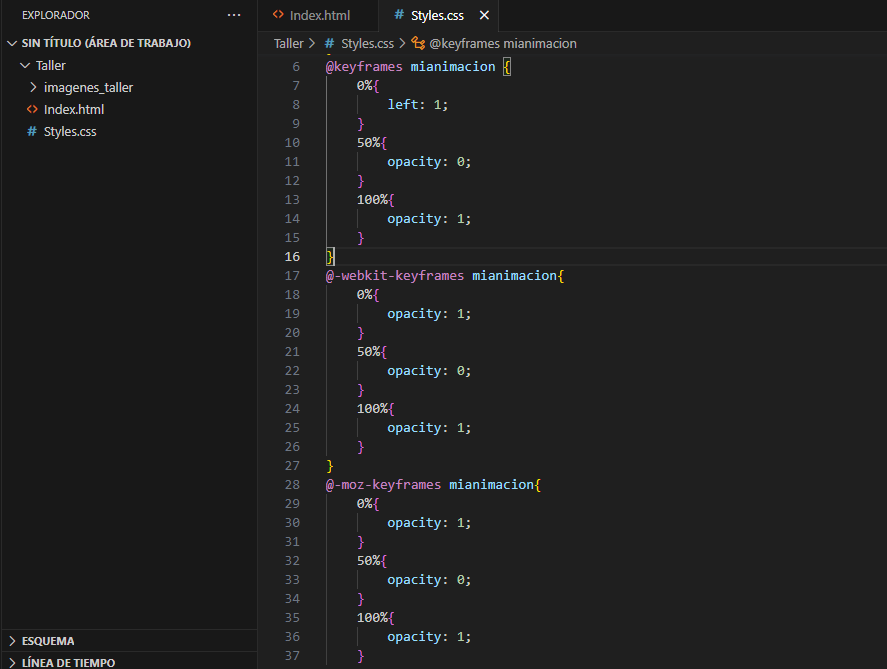 EXPLORADOR
SIN TÍTULO (ÁREA DE TRABAJO)
Taller
imagenes_taller
Index.html
Styles.css
ESQUEMA
LÍNEA DE TIEMPO
Index.html
# Styles.css
Taller > # Styles.css > @keyframes mianimacion
6 @keyframes mianimacion {
7 0%{
8 left: 1;
9 }
10 50%{
11 opacity: 0;
12 }
13 100%{
14 opacity: 1;
15 }
16 }
17 @-webkit-keyframes mianimacion{
18 0%{
19 opacity: 1;
20 }
21 50%{
22 opacity: 0;
23 }
24 100%{
25 opacity: 1;
26 }
27 }
28 @-moz-keyframes mianimacion{
29 0%{
30 opacity: 1;
31 }
32 50%{
33 opacity: 0;
34 }
35 100%{
36 opacity: 1;
37 }